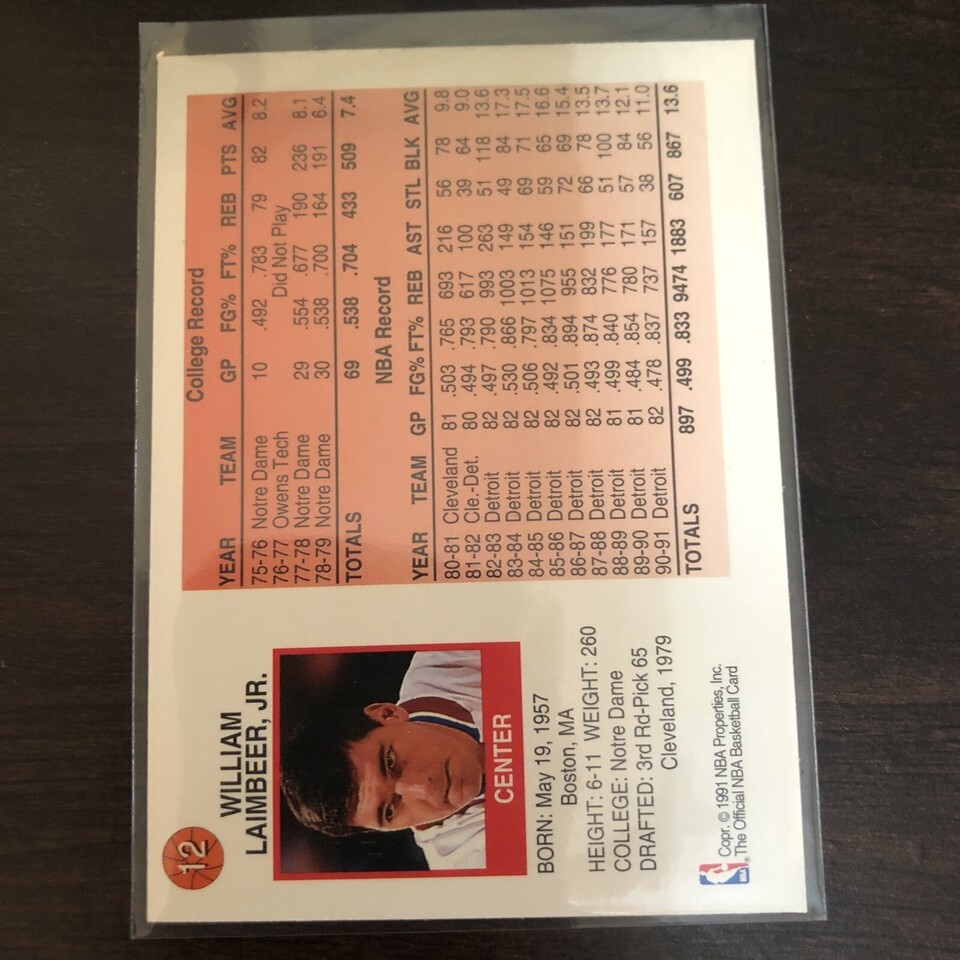 12
WILLIAM
LAIMBEER, JR.
CENTER
BORN: May 19, 1957
Boston, MA
HEIGHT: 6-11 WEIGHT: 260
COLLEGE: Notre Dame
DRAFTED: 3rd Rd-Pick 65
Cleveland, 1979
NBA
®
Copr. © 1991 NBA Properties, Inc.
The Official NBA Basketball Card
College Record
YEAR TEAM GP FG% FT% REB PTS AVG
75-76 Notre Dame 10 .492 .783 79 82 8.2
76-77 Owens Tech Did Not Play
77-78 Notre Dame 29 .554 .677 190 236 8.1
78-79 Notre Dame 30 .538 .700 164 191 6.4
TOTALS 69 .538 .704 433 509 7.4
NBA Record
YEAR TEAM GP FG% FT% REB AST STL BLK AVG
80-81 Cleveland 81 .503 .765 693 216 56 78 9.8
81-82 Cle.-Det. 80 .494 .793 617 100 39 64 9.0
82-83 Detroit 82 .497 .790 993 263 51 118 13.6
83-84 Detroit 82 .530 .866 1003 149 49 84 17.3
84-85 Detroit 82 .506 .797 1013 154 69 71 17.5
85-86 Detroit 82 .492 .834 1075 146 59 65 16.6
86-87 Detroit 82 .501 .894 955 151 72 69 15.4
87-88 Detroit 82 .493 .874 832 199 66 78 13.5
88-89 Detroit 81 .499 .840 776 177 51 100 13.7
89-90 Detroit 81 .484 .854 780 171 57 84 12.1
90-91 Detroit 82 .478 .837 737 157 38 56 11.0
TOTALS 897 .499 .833 9474 1883 607 867 13.6